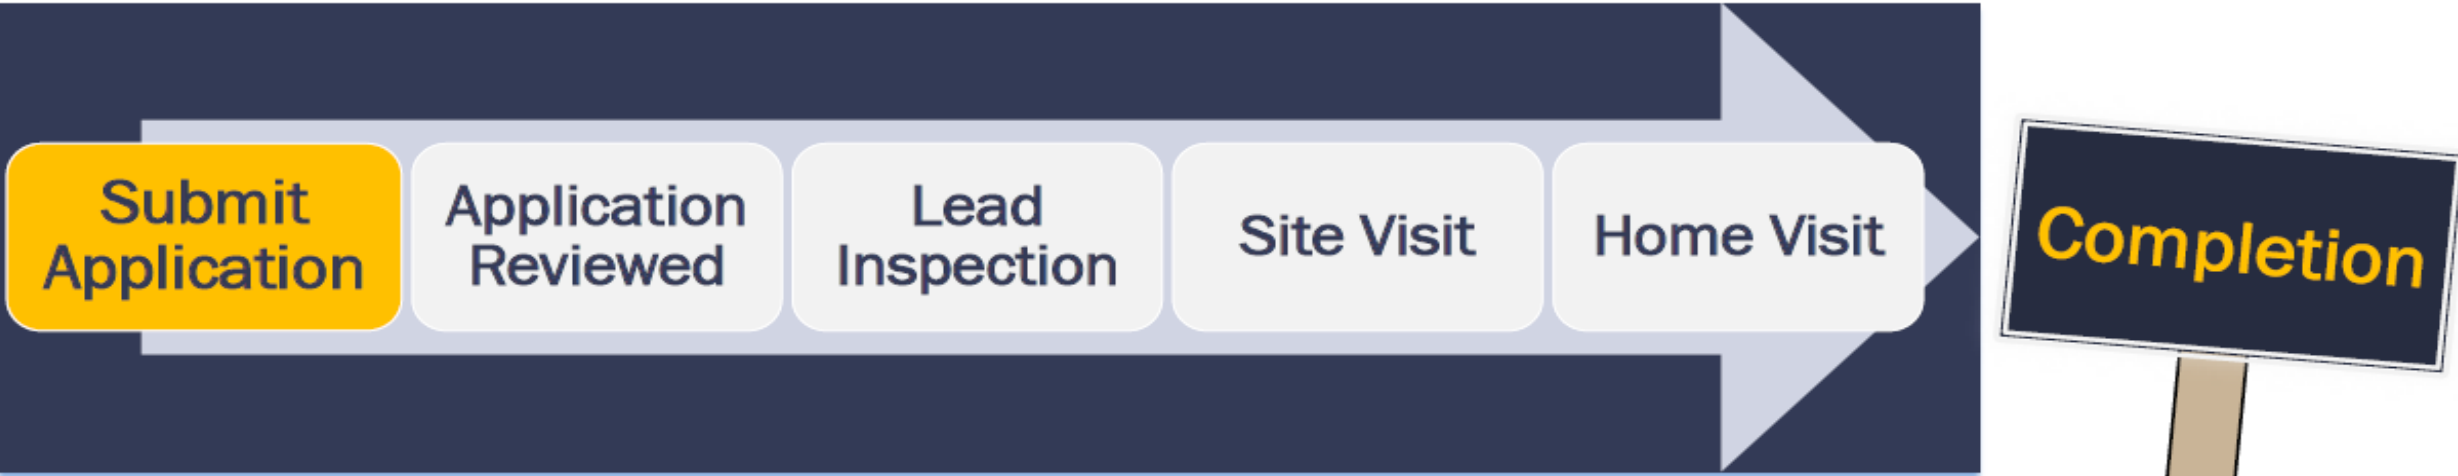 Submit
Application
Application
Reviewed
Lead
Inspection
Site Visit
Home Visit
Completion